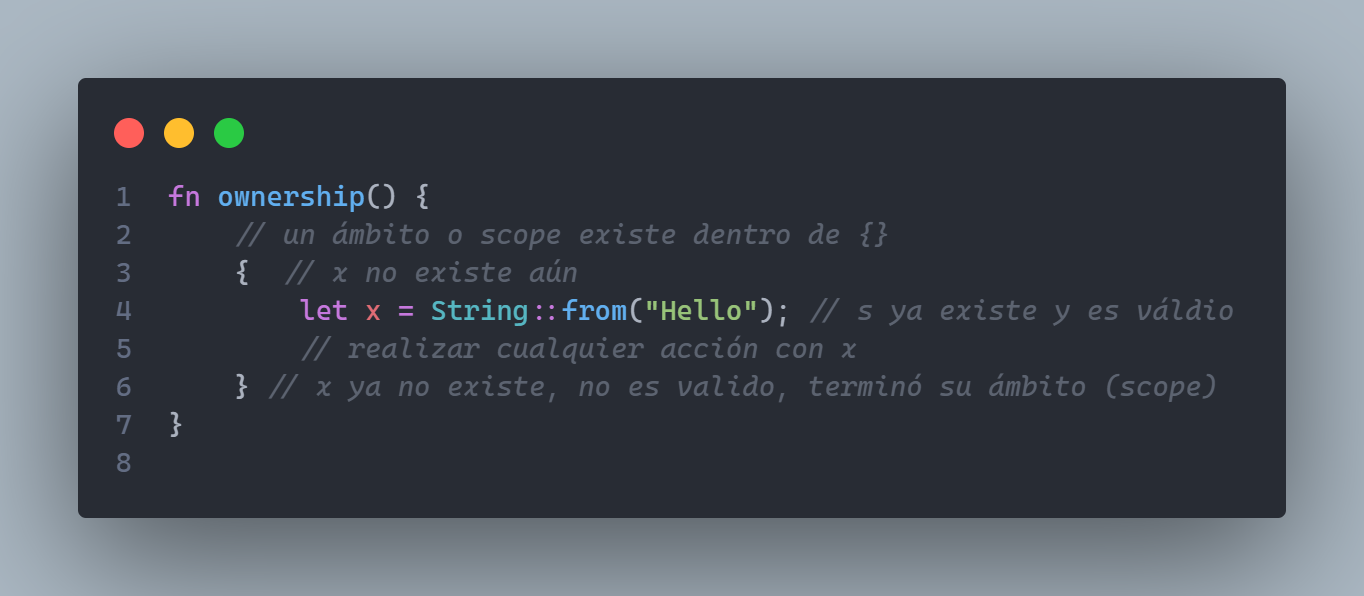 1 fn ownership() {
2 // un ámbito o scope existe dentro de {}
3 { // x no existe aún
4 let x = String::from("Hello"); // s ya existe y es váldio
5 // realizar cualquier acción con x
6 } // x ya no existe, no es valido, terminó su ámbito (scope)
7 }
8